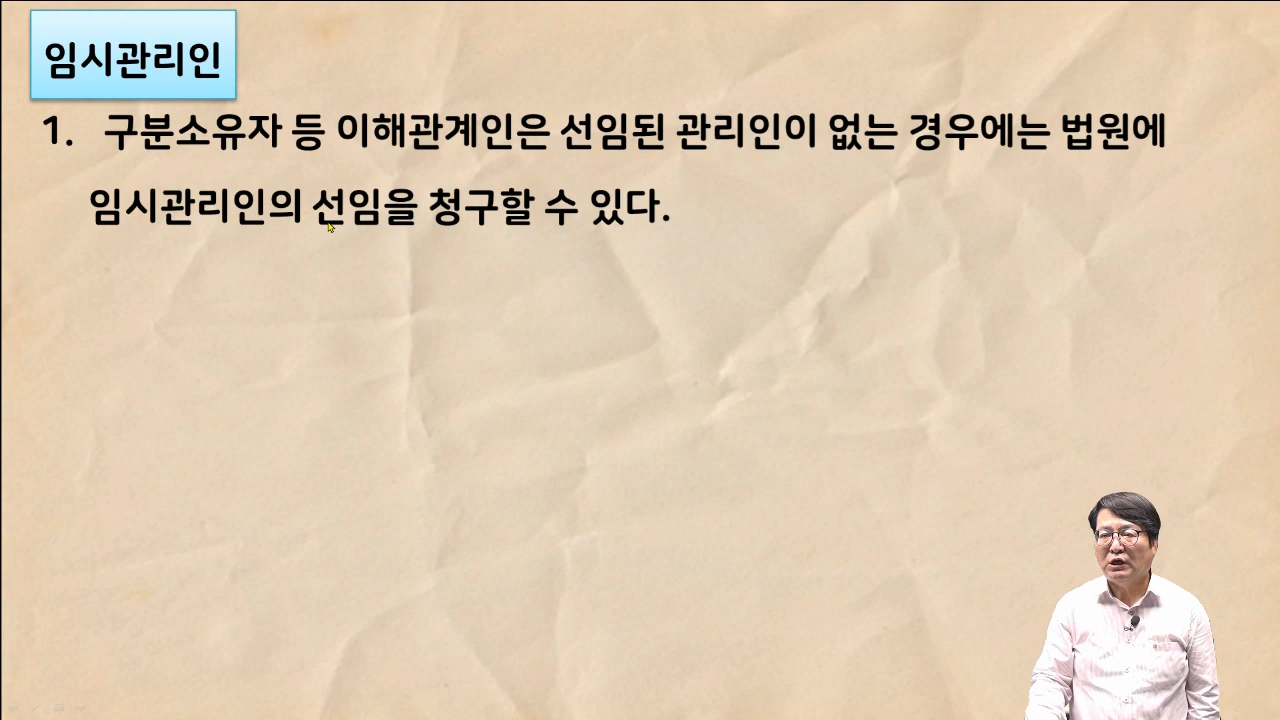 임시관리인
1. 구분소유자 등 이해관계인은 선임된 관리인이 없는 경우에는 법원에
임시관리인의 선임을 청구할 수 있다.